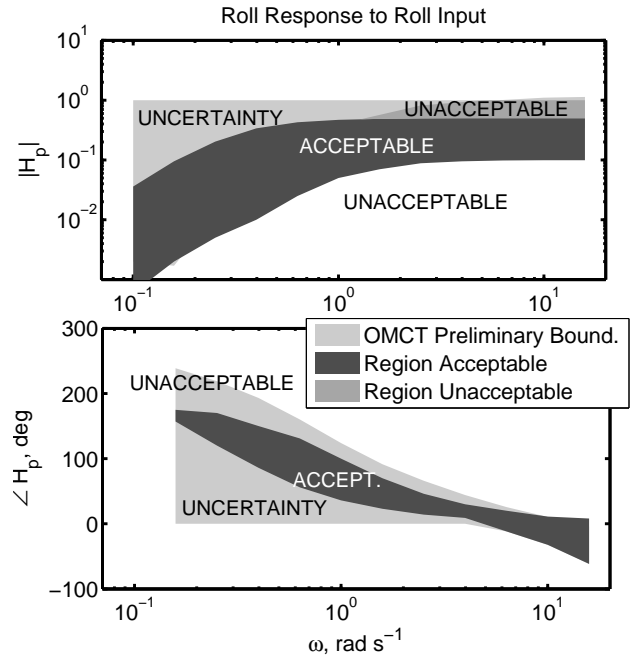 Roll Response to Roll Input
|Hp|
10^1
10^0
10^-1
10^-2
UNCERTAINTY
UNACCEPTABLE
ACCEPTABLE
UNACCEPTABLE
10^-1 10^0 10^1
OMCT Preliminary Bound.
Region Acceptable
Region Unacceptable
∠ Hp, deg
300
200
100
0
−100
UNACCEPTABLE
ACCEPT.
UNCERTAINTY
10^-1 10^0 10^1
ω, rad s^-1